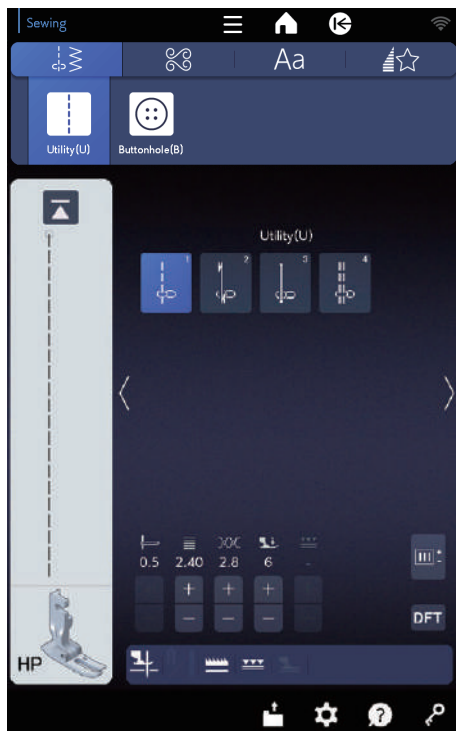 Sewing
Aa
Utility(U) Buttonhole(B)
Utility(U)
1 2 3 4
0.5 2.40 2.8 6 -
+ + +
- - -
DFT
HP